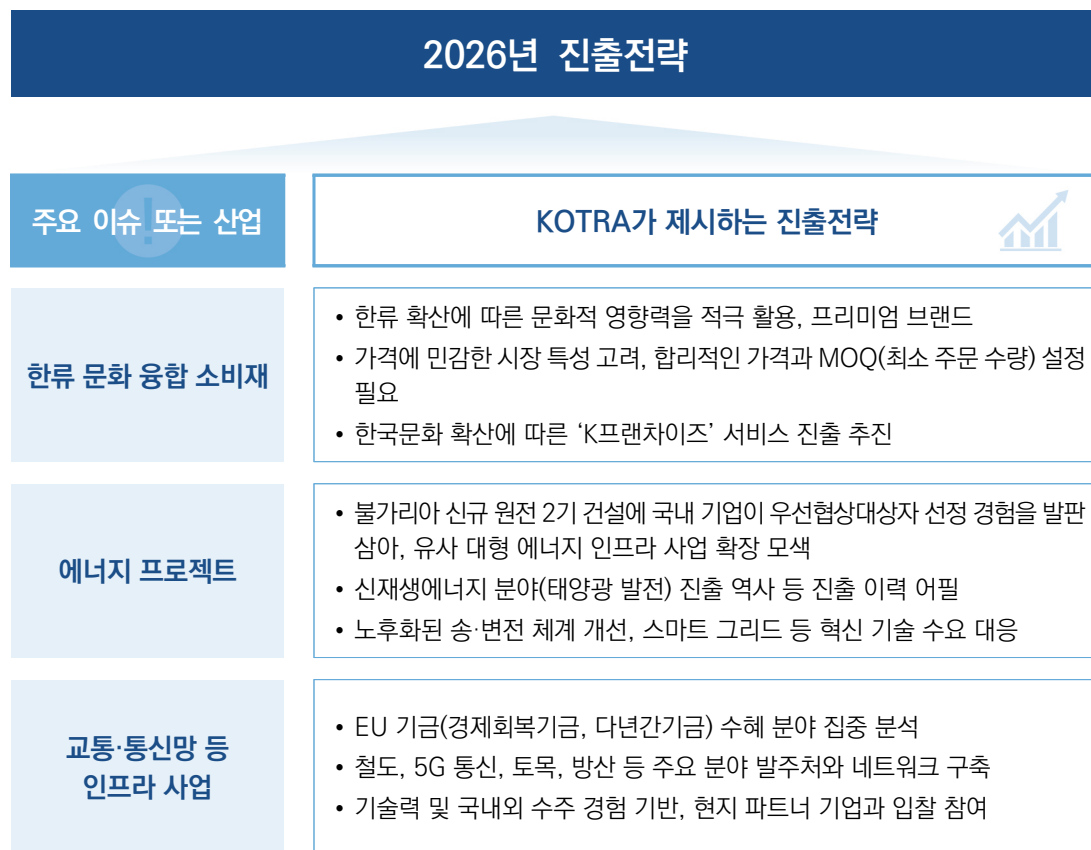 2026년 진출전략
주요 이슈 또는 산업
KOTRA가 제시하는 진출전략
한류 문화 융합 소비재
• 한류 확산에 따른 문화적 영향력을 적극 활용, 프리미엄 브랜드
• 가격에 민감한 시장 특성 고려, 합리적인 가격과 MOQ(최소 주문 수량) 설정
필요
• 한국문화 확산에 따른 ‘K프랜차이즈’ 서비스 진출 추진
에너지 프로젝트
• 불가리아 신규 원전 2기 건설에 국내 기업이 우선협상대상자 선정 경험을 발판
삼아, 유사 대형 에너지 인프라 사업 확장 모색
• 신재생에너지 분야(태양광 발전) 진출 역사 등 진출 이력 어필
• 노후화된 송·변전 체계 개선, 스마트 그리드 등 혁신 기술 수요 대응
교통·통신망 등
인프라 사업
• EU 기금(경제회복기금, 다년간기금) 수혜 분야 집중 분석
• 철도, 5G 통신, 토목, 방산 등 주요 분야 발주처와 네트워크 구축
• 기술력 및 국내외 수주 경험 기반, 현지 파트너 기업과 입찰 참여